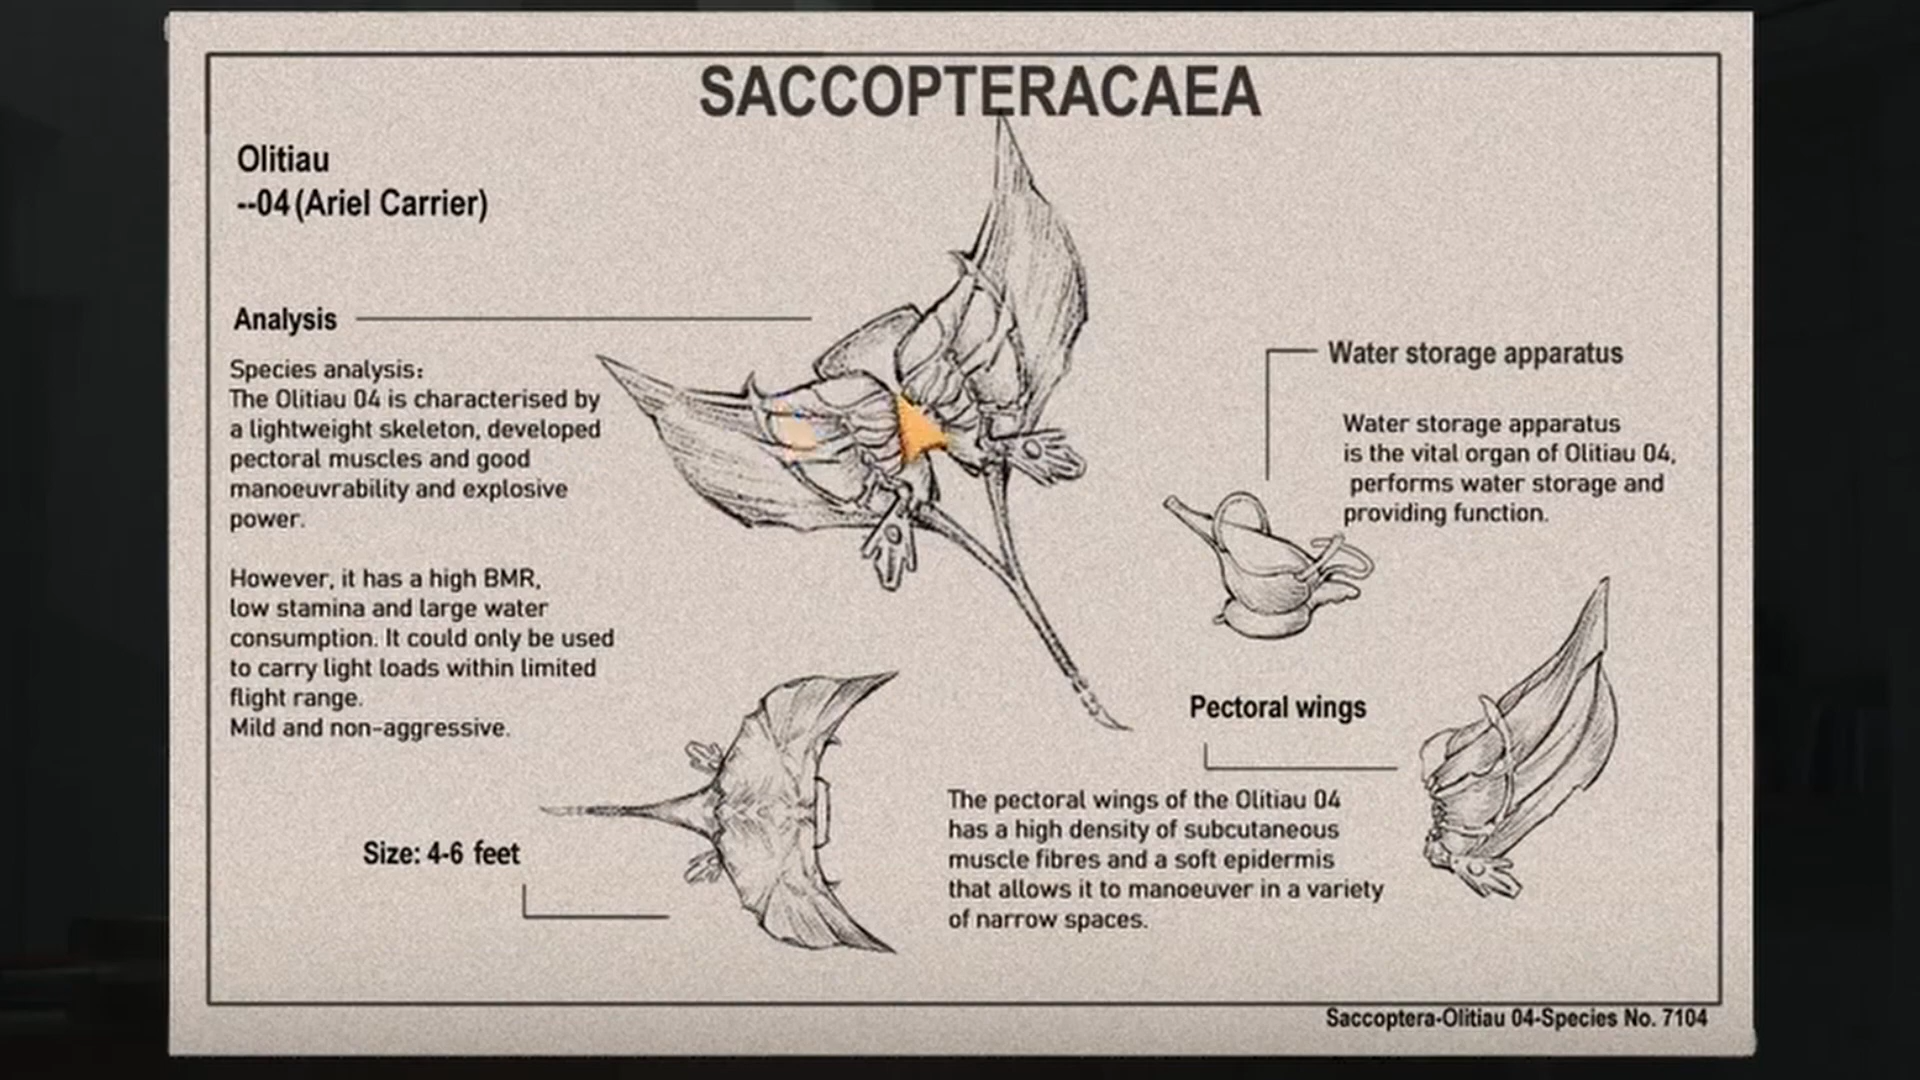 SACCOPTERACAEA
Olitiau
--04 (Ariel Carrier)
Analysis
Species analysis:
The Olitiau 04 is characterised by
a lightweight skeleton, developed
pectoral muscles and good
manoeuvrability and explosive
power.
However, it has a high BMR,
low stamina and large water
consumption. It could only be used
to carry light loads within limited
flight range.
Mild and non-aggressive.
Water storage apparatus
Water storage apparatus
is the vital organ of Olitiau 04,
performs water storage and
providing function.
Pectoral wings
The pectoral wings of the Olitiau 04
has a high density of subcutaneous
muscle fibres and a soft epidermis
that allows it to manoeuver in a variety
of narrow spaces.
Size: 4-6 feet
Saccoptera-Olitiau 04-Species No. 7104